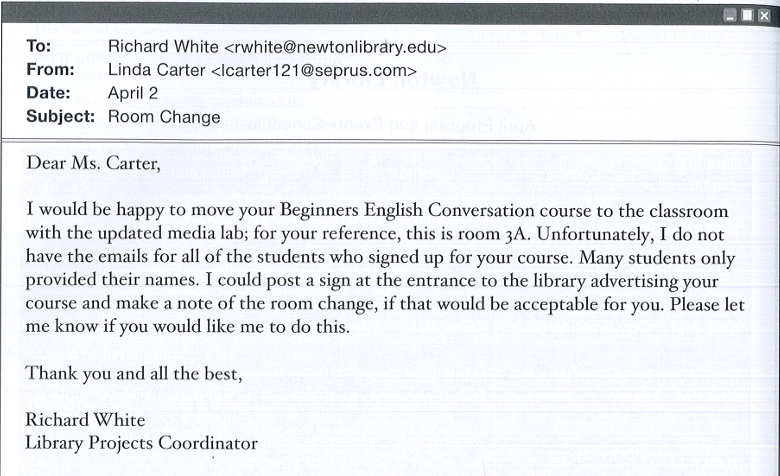 To: Richard White <rwhite@newtonlibrary.edu>
From: Linda Carter <lcarter121@seprus.com>
Date: April 2
Subject: Room Change
Dear Ms. Carter,
I would be happy to move your Beginners English Conversation course to the classroom
with the updated media lab; for your reference, this is room 3A. Unfortunately, I do not
have the emails for all of the students who signed up for your course. Many students only
provided their names. I could post a sign at the entrance to the library advertising your
course and make a note of the room change, if that would be acceptable for you. Please let
me know if you would like me to do this.
Thank you and all the best,
Richard White
Library Projects Coordinator